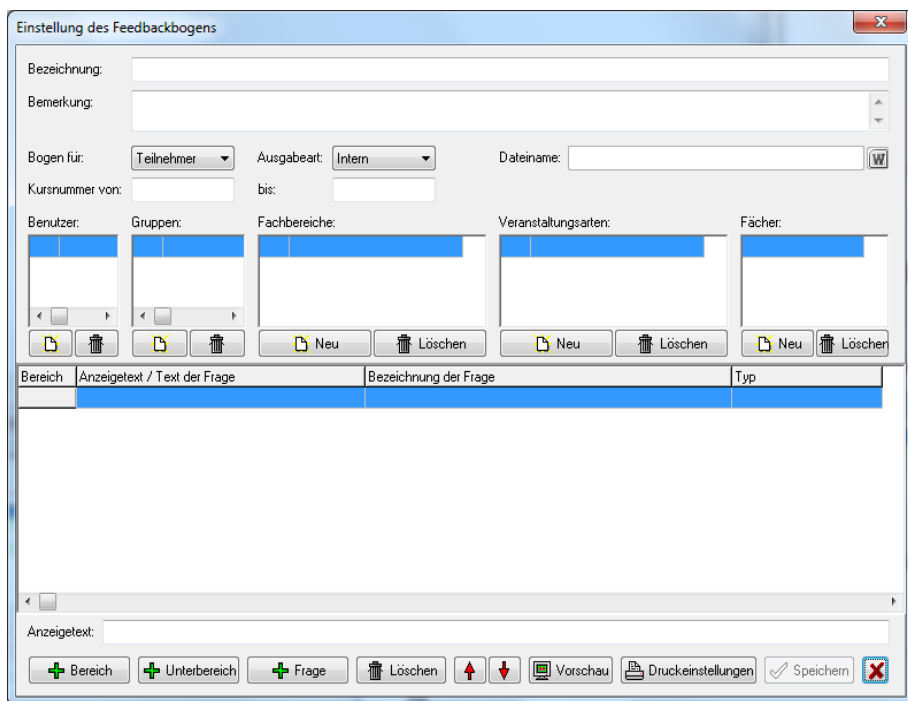 Einstellung des Feedbackbogens
Bezeichnung:
Bemerkung:
Bogen für: Teilnehmer Ausgabeart: Intern Dateiname: W
Kursnummer von: bis:
Benutzer: Gruppen: Fachbereiche: Veranstaltungsarten: Fächer:
Neu Löschen Neu Löschen Neu Löschen
Bereich Anzeigetext / Text der Frage Bezeichnung der Frage Typ
Anzeigetext:
Bereich Unterbereich Frage Löschen Vorschau Druckeinstellungen Speichern